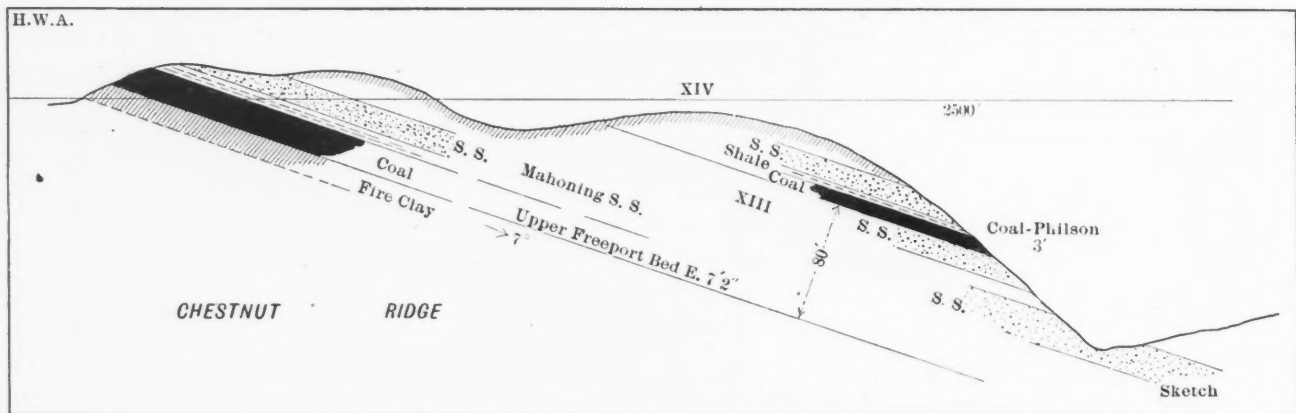 H.W.A.
XIV
2500'
S. S.
Shale
Coal
S. S.
Coal
Mahoning S. S.
XIII
Fire Clay
Upper Freeport Bed E. 7' 2"
7°
80'
S. S.
Coal-Philson
3'
S. S.
CHESTNUT RIDGE
Sketch